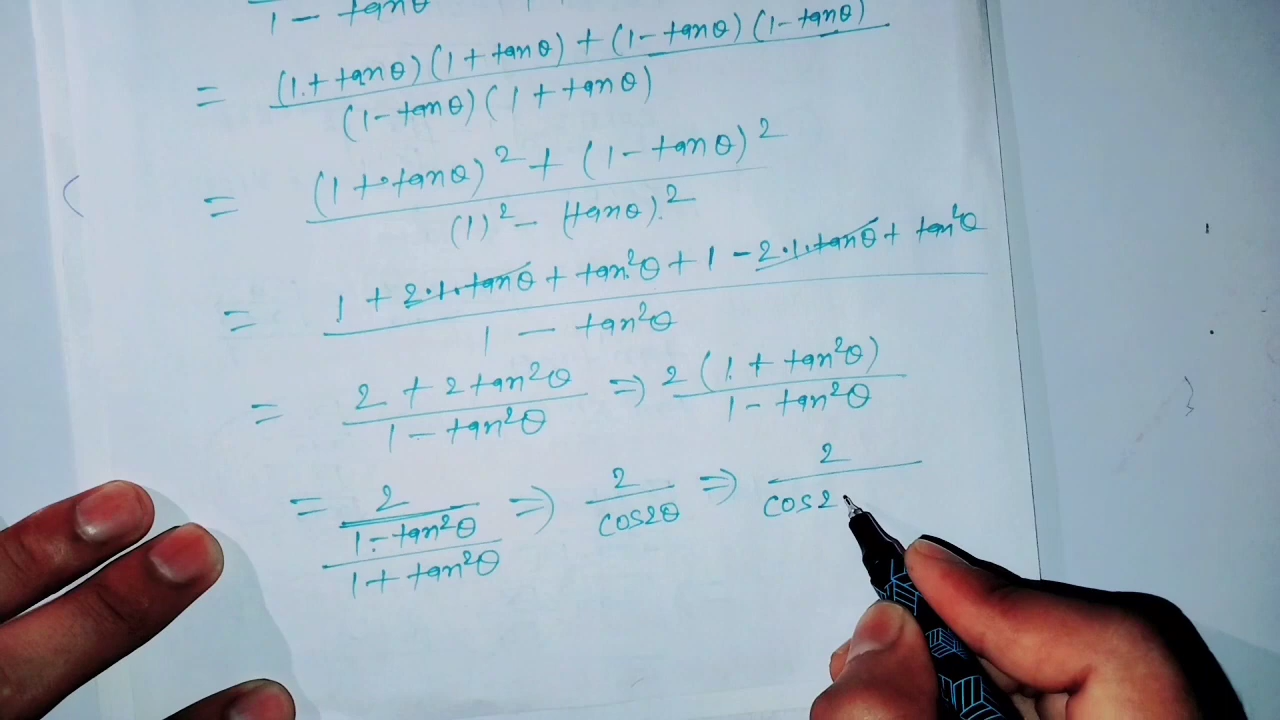 1 - tanθ
= (1 + tanθ)(1 + tanθ) + (1 - tanθ)(1 - tanθ)
(1 - tanθ)(1 + tanθ)
= (1 + tanθ)² + (1 - tanθ)²
(1)² - (tanθ)²
= 1 + 2·1·tanθ + tan²θ + 1 - 2·1·tanθ + tan²θ
1 - tan²θ
= 2 + 2tan²θ ⇒ 2(1 + tan²θ)
1 - tan²θ 1 - tan²θ
= 2 ⇒ 2 ⇒ 2
1 - tan²θ cos2θ cos2
1 + tan²θ